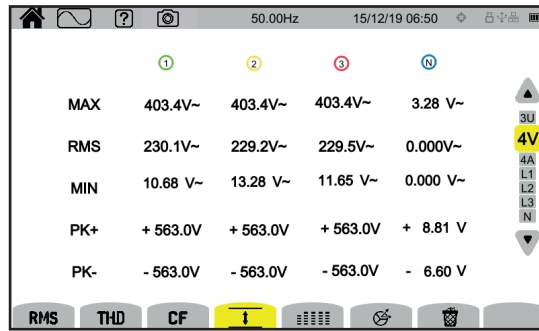 ? 50.00Hz 15/12/19 06:50
1 2 3 N
MAX 403.4V~ 403.4V~ 403.4V~ 3.28 V~
RMS 230.1V~ 229.2V~ 229.5V~ 0.000V~
MIN 10.68 V~ 13.28 V~ 11.65 V~ 0.000 V~
PK+ + 563.0V + 563.0V + 563.0V + 8.81 V
PK- - 563.0V - 563.0V - 563.0V - 6.60 V
3U
4V
4A
L1
L2
L3
N
RMS THD CF